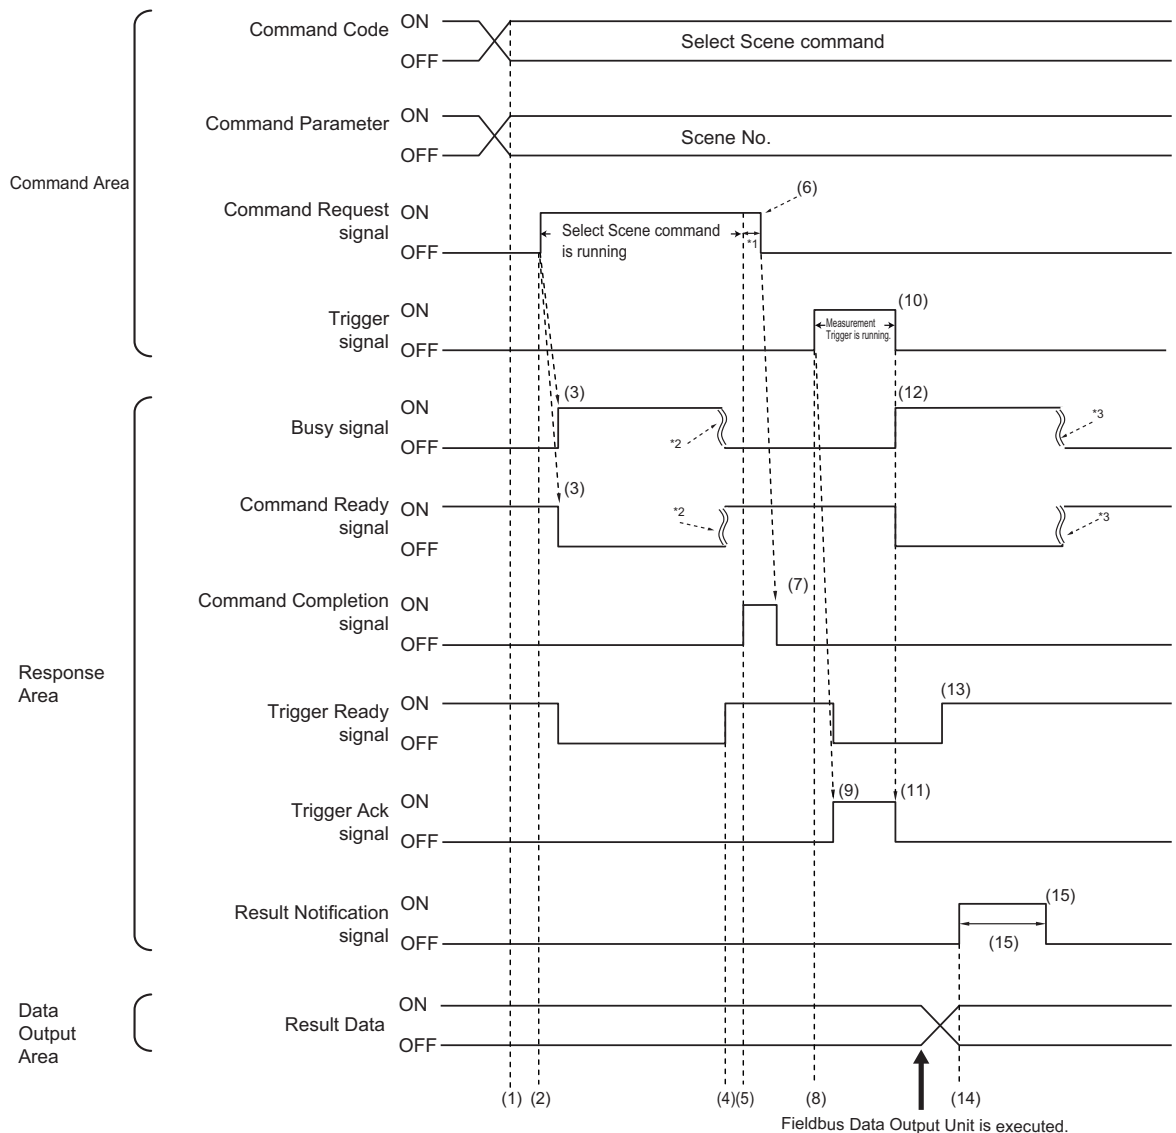 Command Code ON
Select Scene command
OFF
Command Parameter ON
Scene No.
OFF
Command Area
(6)
Command Request ON
signal
Select Scene command
is running
*1
OFF
Trigger ON
signal
Measurement
Trigger is running.
(10)
OFF
Busy signal ON
(3)
(12)
*2
*3
OFF
Command Ready ON
signal
(3)
*2
*3
OFF
(7)
Command Completion ON
signal
OFF
Response
Area
Trigger Ready ON
signal
(13)
OFF
Trigger Ack ON
signal
(9)
(11)
OFF
Result Notification ON
signal
(15)
(15)
OFF
Data
Output
Area
Result Data
ON
OFF
(1) (2) (4)(5) (8) (14)
Fieldbus Data Output Unit is executed.